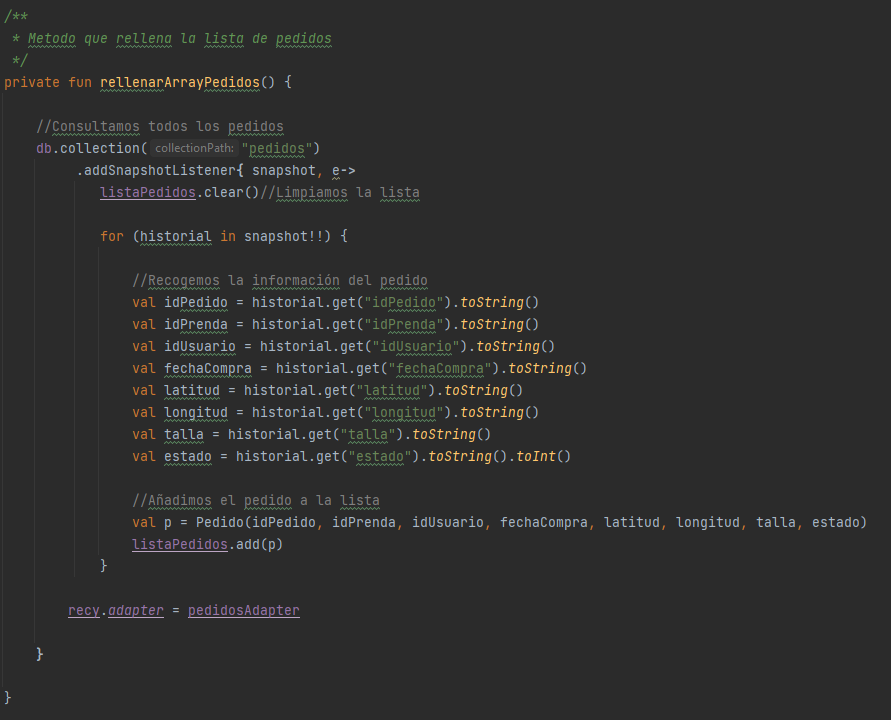 /**
 * Metodo que rellena la lista de pedidos
 */
private fun rellenarArrayPedidos() {
//Consultamos todos los pedidos
db.collection( collectionPath: "pedidos")
.addSnapshotListener{ snapshot, e->
listaPedidos.clear()//Limpiamos la lista
for (historial in snapshot!!) {
//Recogemos la información del pedido
val idPedido = historial.get("idPedido").toString()
val idPrenda = historial.get("idPrenda").toString()
val idUsuario = historial.get("idUsuario").toString()
val fechaCompra = historial.get("fechaCompra").toString()
val latitud = historial.get("latitud").toString()
val longitud = historial.get("longitud").toString()
val talla = historial.get("talla").toString()
val estado = historial.get("estado").toString().toInt()
//Añadimos el pedido a la lista
val p = Pedido(idPedido, idPrenda, idUsuario, fechaCompra, latitud, longitud, talla, estado)
listaPedidos.add(p)
}
recy.adapter = pedidosAdapter
}
}